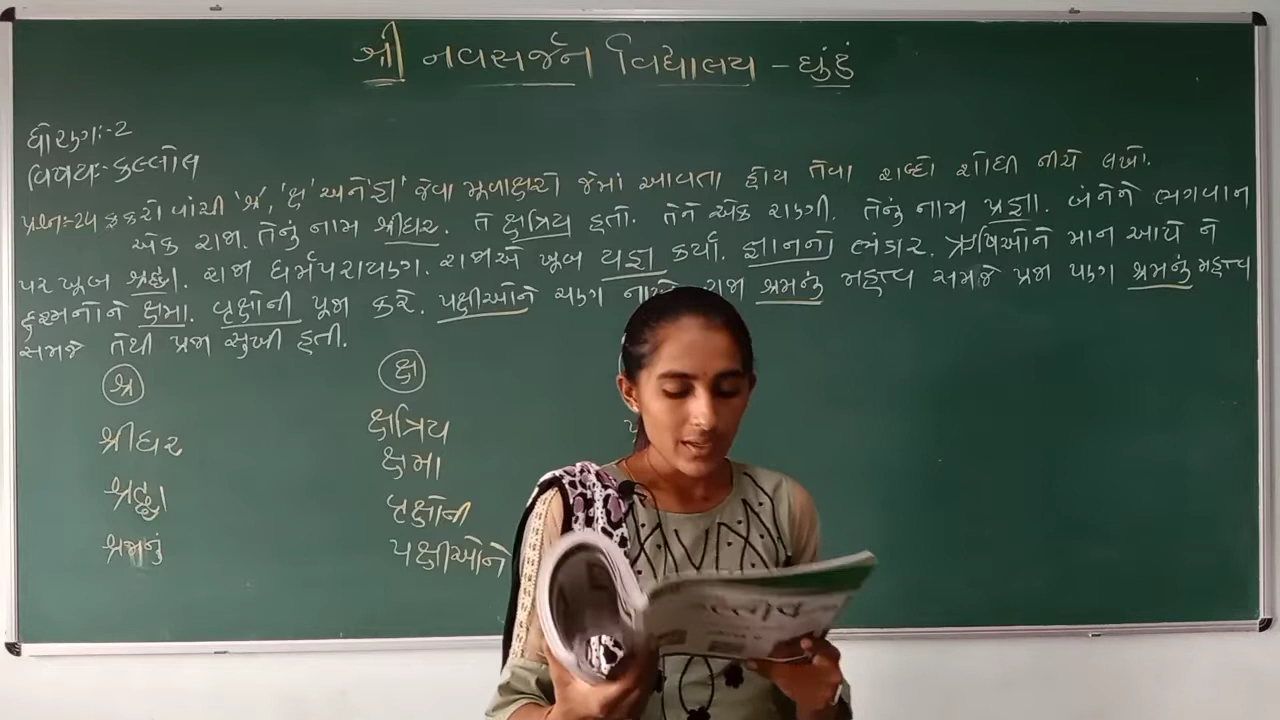 શ્રી નવસર્જન વિદ્યાલય - ઘુંટું
ધોરણ:-૨
વિષય:-કલ્લોલ
પ્રશ્ન:-૨૫ ફકરો વાંચી 'શ્ર', 'ક્ષ' અને 'જ્ઞ' જેવા મૂળાક્ષરો જેમાં આવતા હોય તેવા શબ્દો શોધી નીચે લખો.
એક રાજા. તેનું નામ શ્રીધર. તે ક્ષત્રિય હતો. તેને એક રાણી. તેનું નામ પ્રજ્ઞા. બંનેને ભગવાન
પર ખૂબ શ્રદ્ધા. રાજા ધર્મપરાયણ. રાજાએ ખૂબ યજ્ઞ કર્યા. જ્ઞાનનો ભંડાર. ઋષિઓને માન આપે ને
દુશ્મનોને ક્ષમા. વૃક્ષોની પૂજા કરે. પક્ષીઓને ચણ રાજા શ્રમનું મહત્વ સમજે પ્રજા પણ શ્રમનું મહત્વ
સમજે તેથી પ્રજા સુખી હતી.
શ્ર ક્ષ
શ્રીધર ક્ષત્રિય
શ્રદ્ધા ક્ષમા
શ્રમનું વૃક્ષોની
પક્ષીઓને